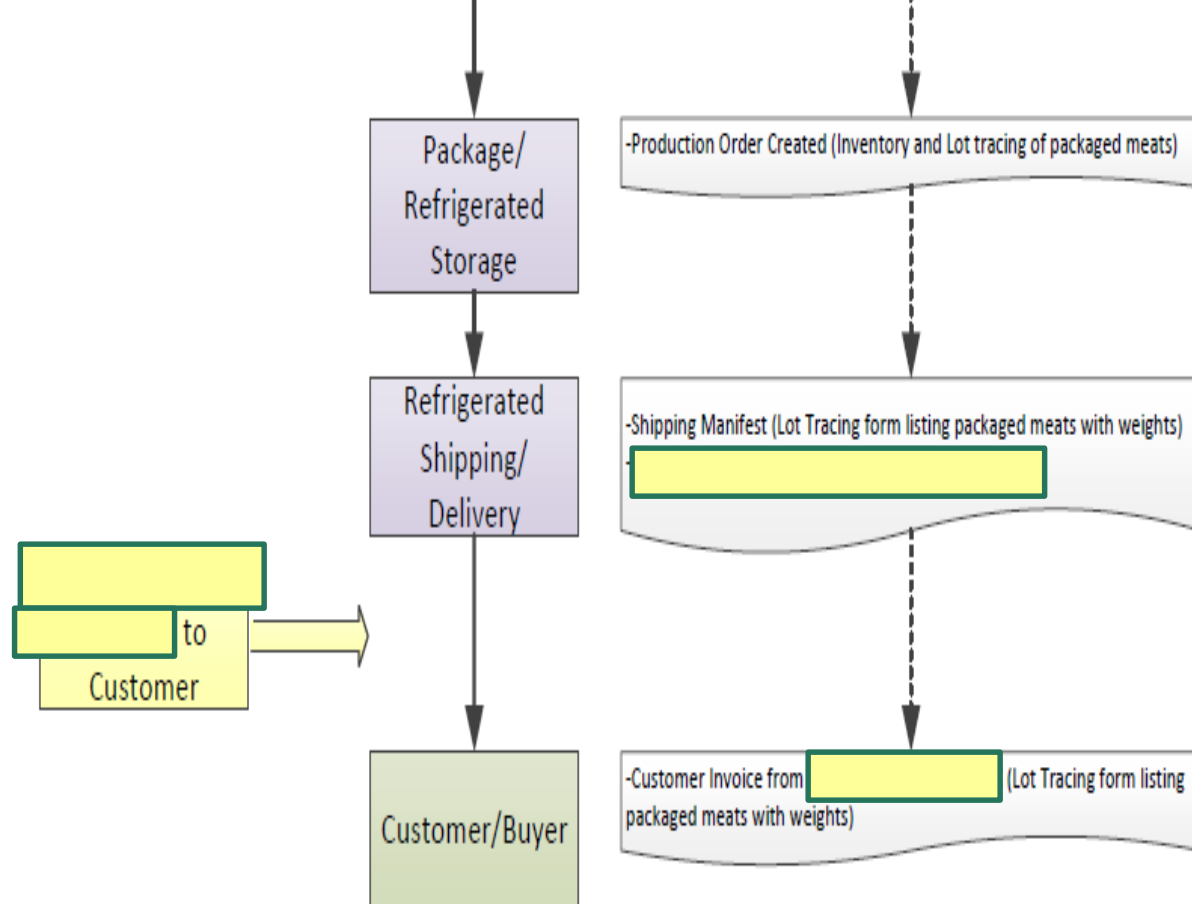 Package/
Refrigerated
Storage
-Production Order Created (Inventory and Lot tracing of packaged meats)
Refrigerated
Shipping/
Delivery
-Shipping Manifest (Lot Tracing form listing packaged meats with weights)
-
to
Customer
Customer/Buyer
-Customer Invoice from (Lot Tracing form listing
packaged meats with weights)